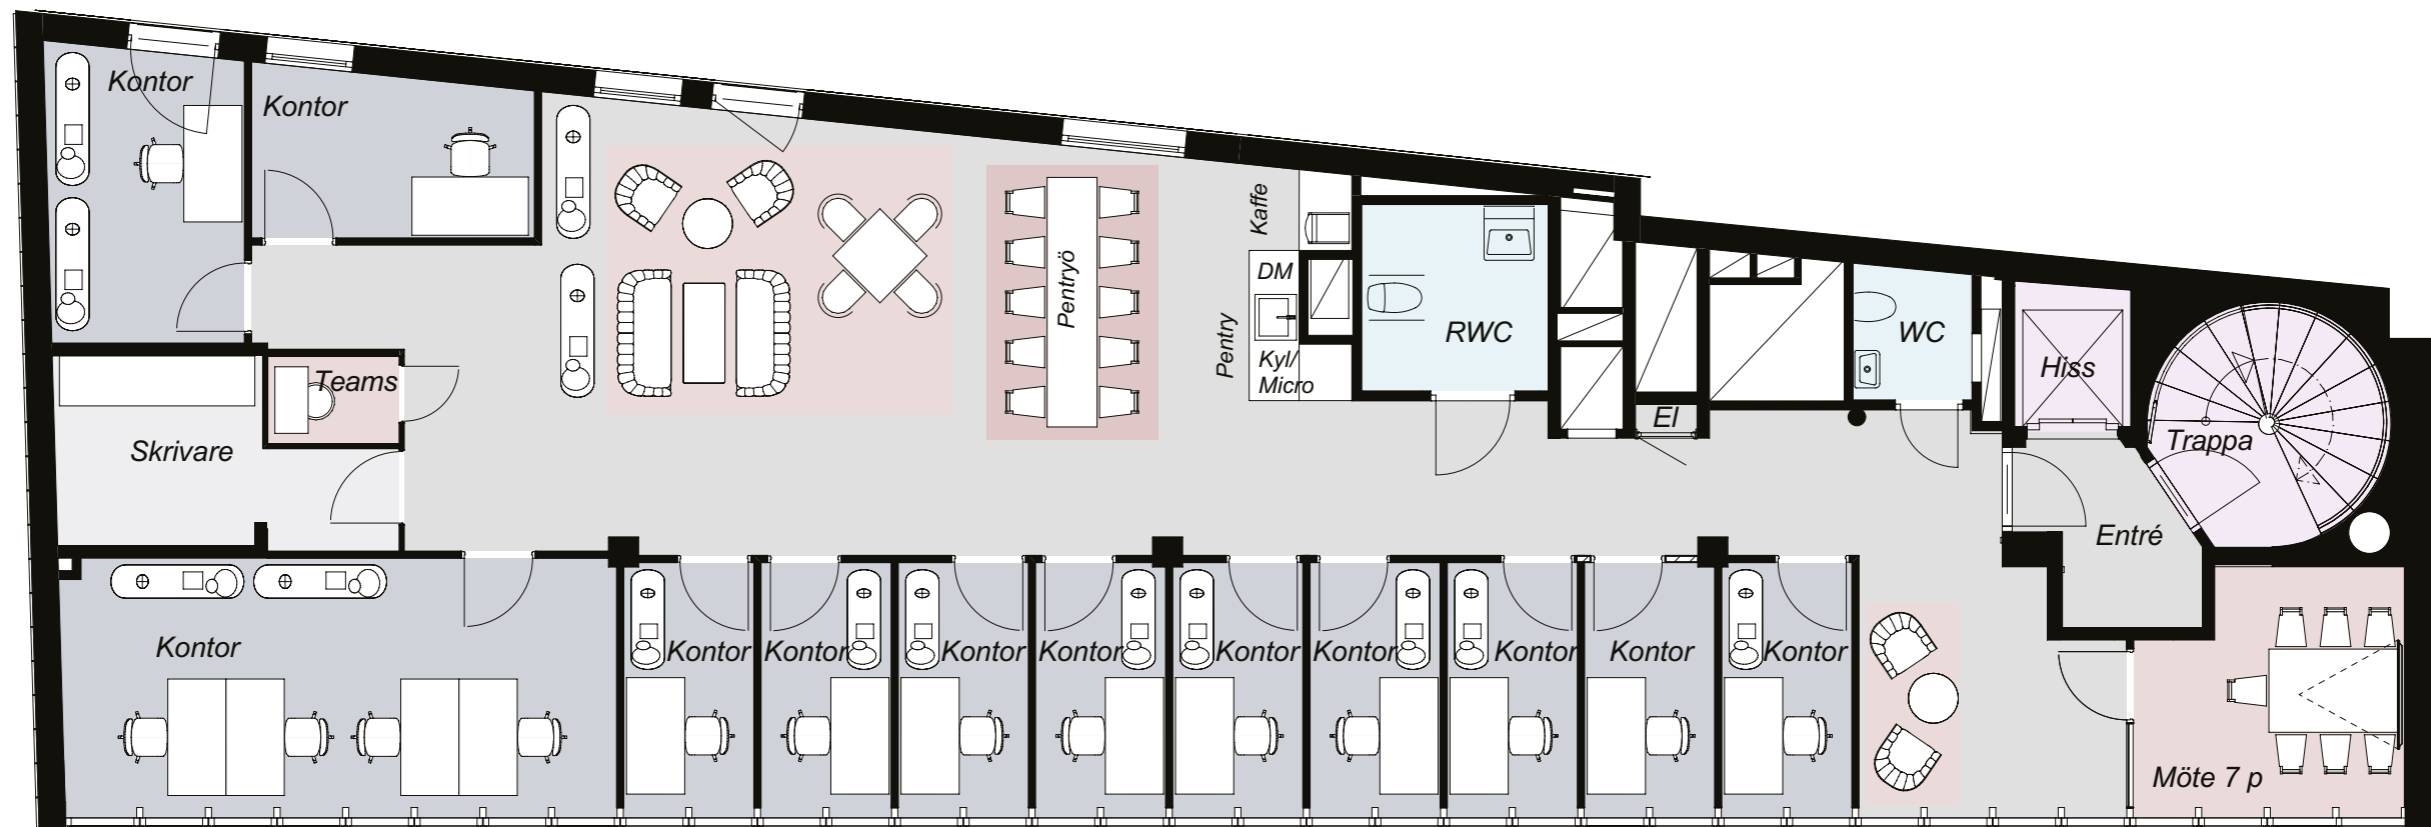 Kontor
Kontor
Kaffe
Pentryö
DM
Pentry
Kyl/
Micro
RWC
WC
Hiss
El
Trappa
Teams
Skrivare
Entré
Kontor
Kontor
Kontor
Kontor
Kontor
Kontor
Kontor
Kontor
Kontor
Kontor
Möte 7 p